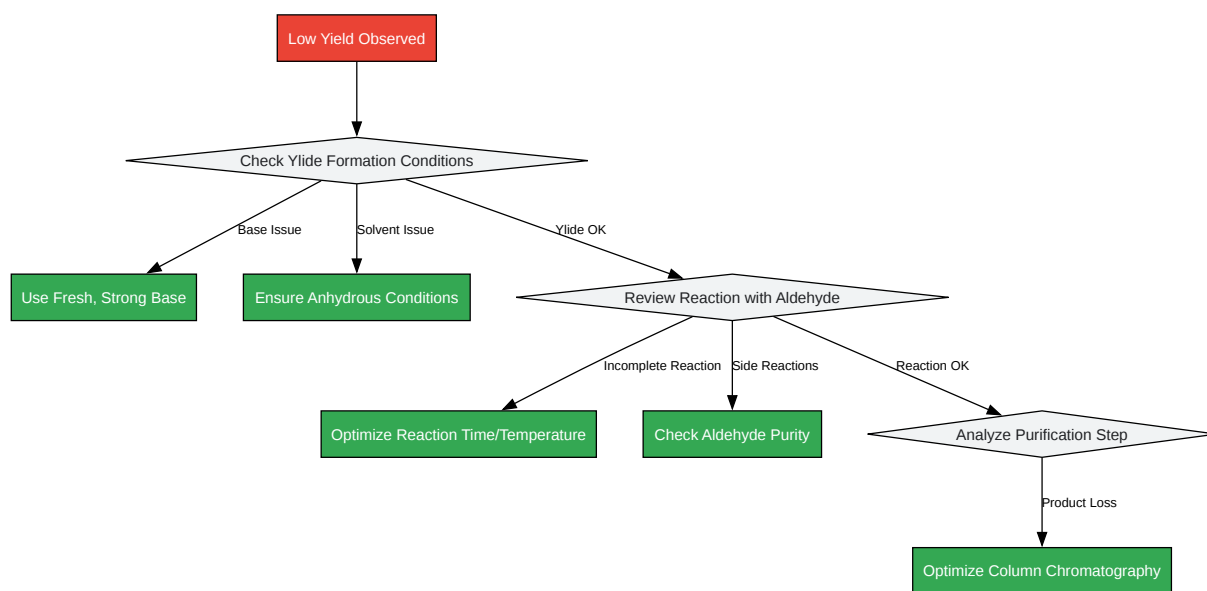 Low Yield Observed
Check Ylide Formation Conditions
Base Issue
Solvent Issue
Ylide OK
Use Fresh, Strong Base
Ensure Anhydrous Conditions
Review Reaction with Aldehyde
Incomplete Reaction
Side Reactions
Reaction OK
Optimize Reaction Time/Temperature
Check Aldehyde Purity
Analyze Purification Step
Product Loss
Optimize Column Chromatography